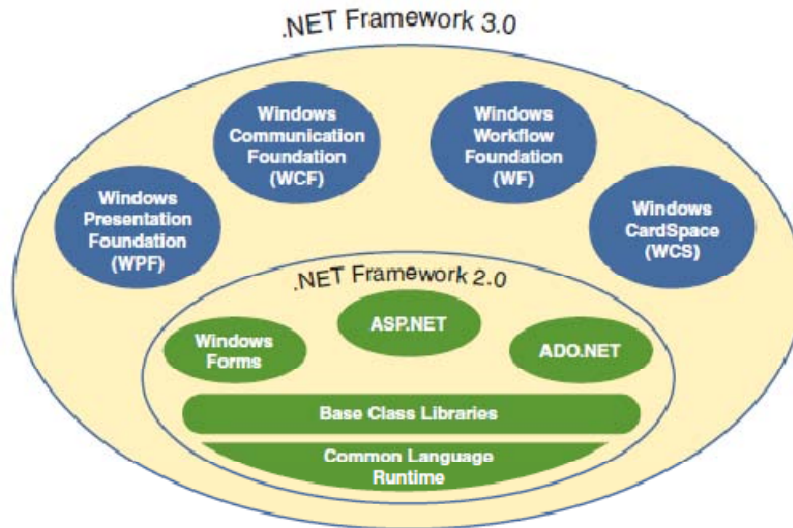 .NET Framework 3.0
Windows
Communication
Foundation
(WCF)
Windows
Workflow
Foundation
(WF)
Windows
Presentation
Foundation
(WPF)
Windows
CardSpace
(WCS)
.NET Framework 2.0
Windows
Forms
ASP.NET
ADO.NET
Base Class Libraries
Common Language
Runtime